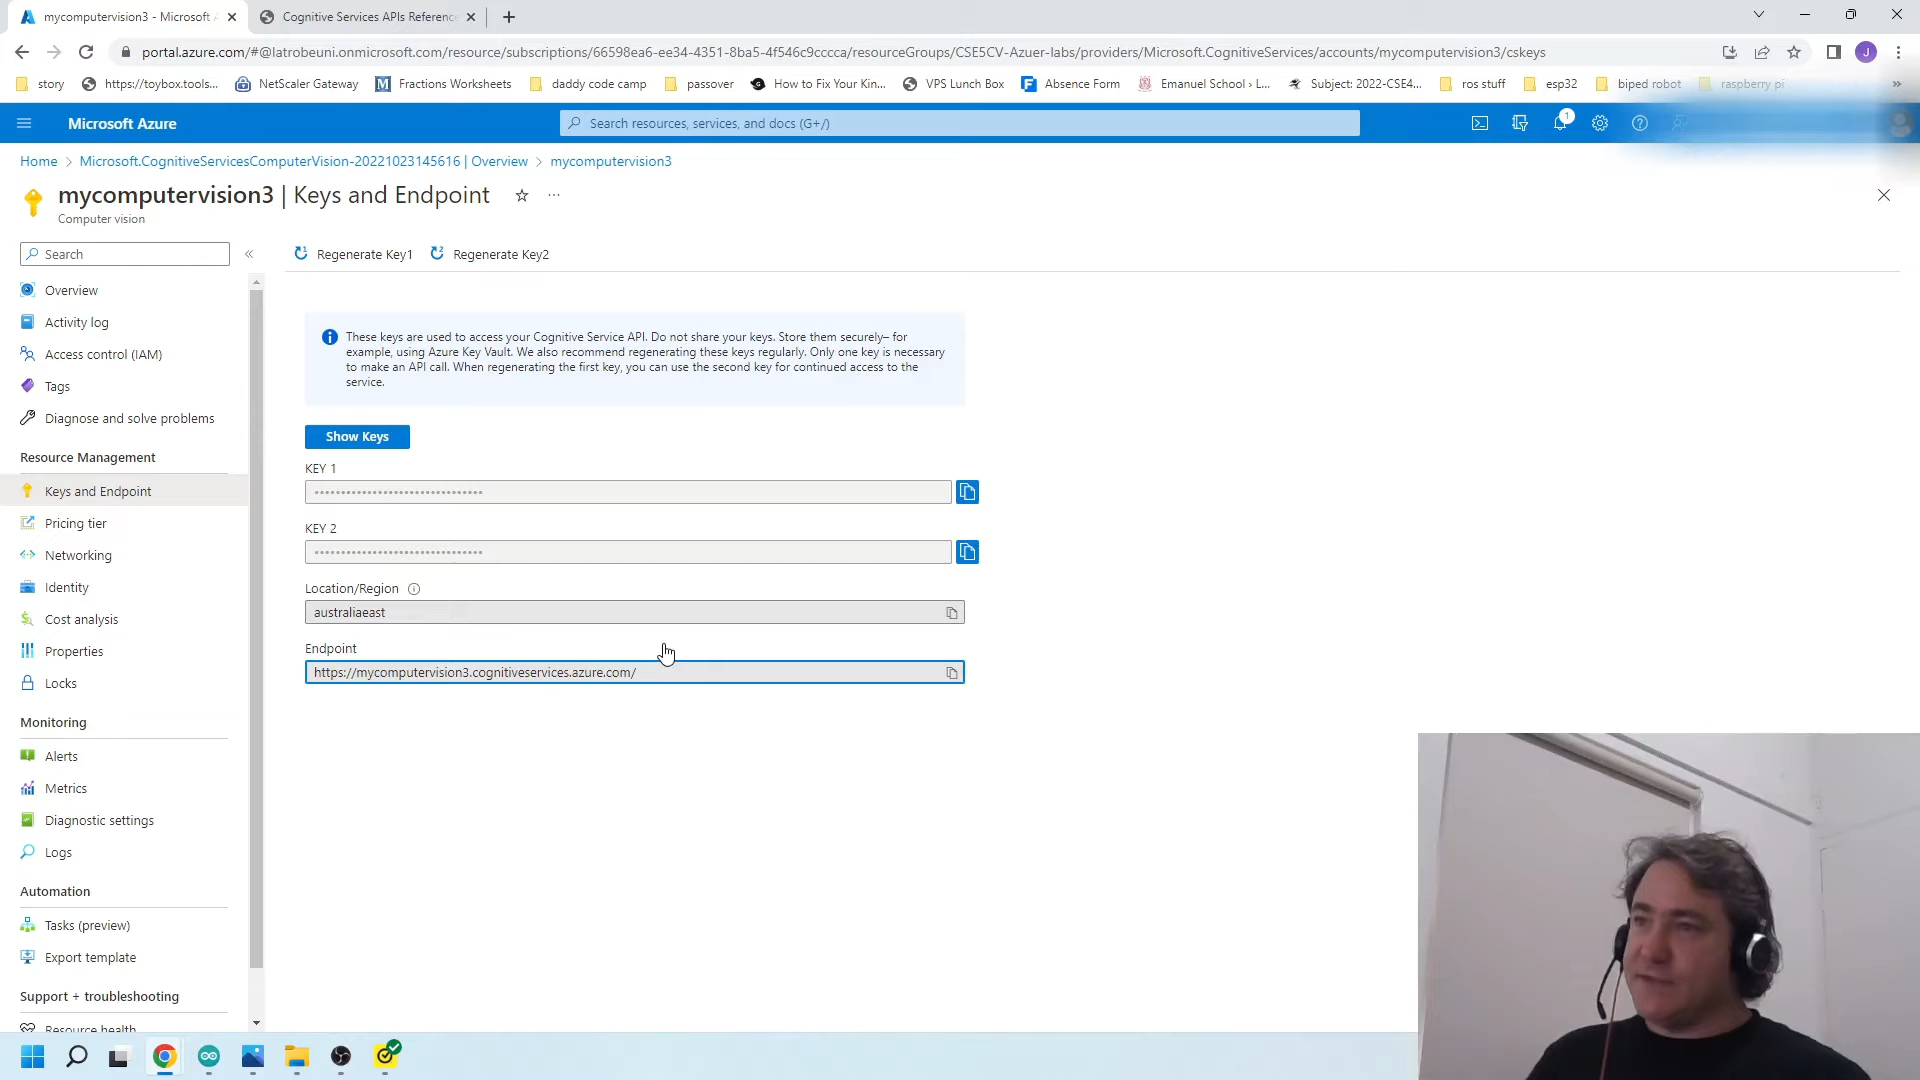 mycomputervision3 - Microsoft A
Cognitive Services APIs Reference
portal.azure.com/#@latrobeuni.onmicrosoft.com/resource/subscriptions/66598ea6-ee34-4351-8ba5-4f546c9cccca/resourceGroups/CSE5CV-Azuer-labs/providers/Microsoft.CognitiveServices/accounts/mycomputervision3/cskeys
J
story
https://toybox.tools...
NetScaler Gateway
Fractions Worksheets
daddy code camp
passover
How to Fix Your Kin...
VPS Lunch Box
Absence Form
Emanuel School › L...
Subject: 2022-CSE4...
ros stuff
esp32
biped robot
raspberry pi
Microsoft Azure
Search resources, services, and docs (G+/)
1
Home > Microsoft.CognitiveServicesComputerVision-20221023145616 | Overview > mycomputervision3
mycomputervision3 | Keys and Endpoint
Computer vision
Search
Regenerate Key1
Regenerate Key2
Overview
Activity log
Access control (IAM)
Tags
Diagnose and solve problems
Resource Management
Keys and Endpoint
Pricing tier
Networking
Identity
Cost analysis
Properties
Locks
Monitoring
Alerts
Metrics
Diagnostic settings
Logs
Automation
Tasks (preview)
Export template
Support + troubleshooting
Resource health
These keys are used to access your Cognitive Service API. Do not share your keys. Store them securely– for
example, using Azure Key Vault. We also recommend regenerating these keys regularly. Only one key is necessary
to make an API call. When regenerating the first key, you can use the second key for continued access to the
service.
Show Keys
KEY 1
••••••••••••••••••••••••••••••••
KEY 2
••••••••••••••••••••••••••••••••
Location/Region
australiaeast
Endpoint
https://mycomputervision3.cognitiveservices.azure.com/